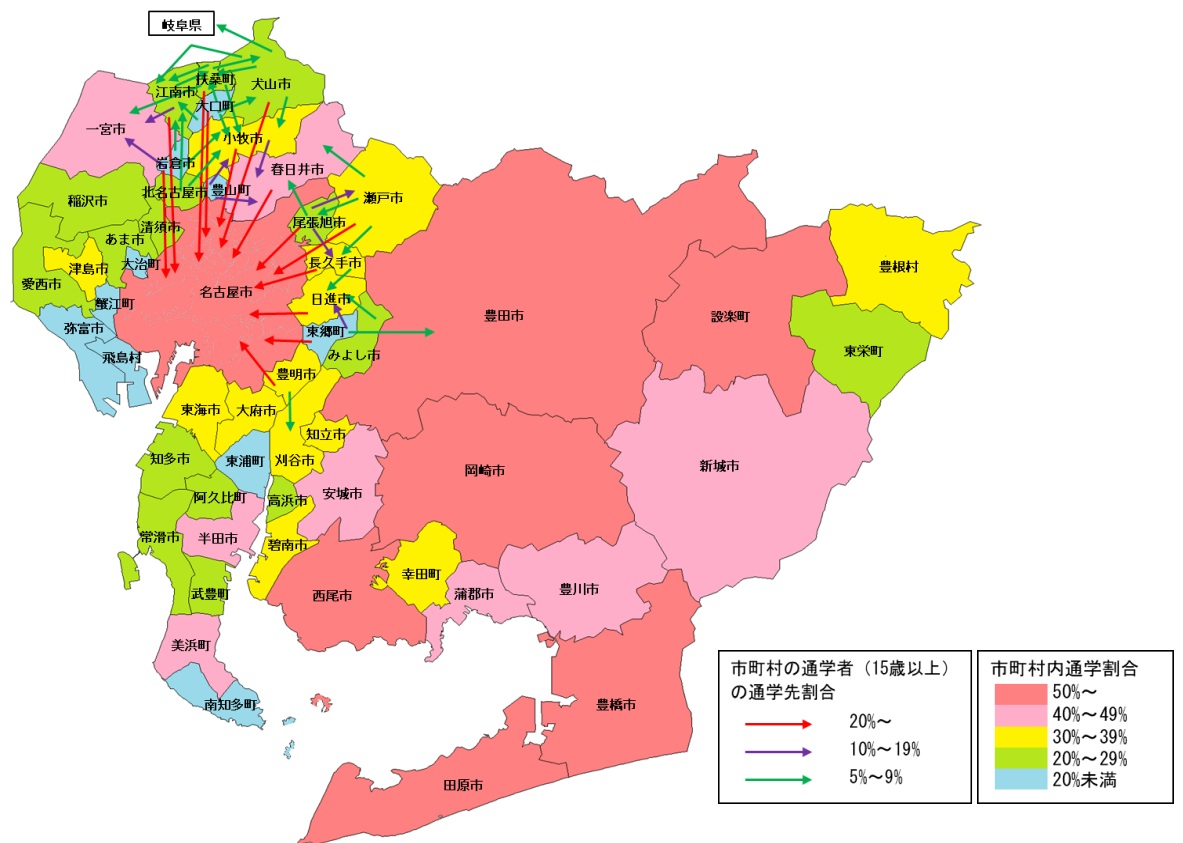 岐阜県
扶桑町
犬山市
江南市
大口町
一宮市
小牧市
岩倉市
春日井市
北名古屋市
豊山町
瀬戸市
稲沢市
尾張旭市
清須市
あま市
長久手市
大治町
津島市
豊根村
愛西市
名古屋市
日進市
蟹江町
豊田市
設楽町
弥富市
東郷町
東栄町
飛島村
みよし市
豊明市
東海市
大府市
知立市
知多市
東浦町
刈谷市
岡崎市
新城市
安城市
阿久比町
高浜市
常滑市
半田市
碧南市
幸田町
武豊町
西尾市
蒲郡市
豊川市
美浜町
南知多町
豊橋市
田原市
市町村の通学者（15歳以上）
の通学先割合
20%～
10%～19%
5%～9%
市町村内通学割合
50%～
40%～49%
30%～39%
20%～29%
20%未満